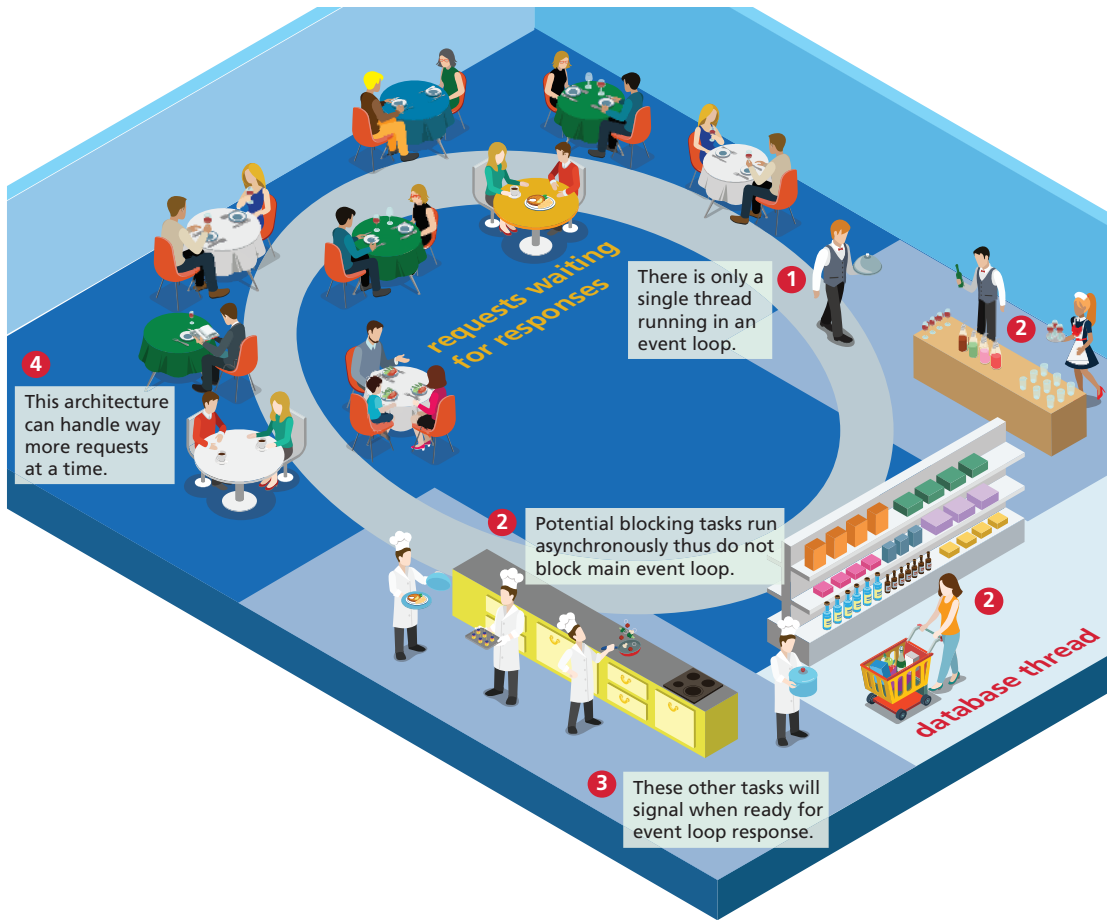 requests waiting
for responses
1
There is only a
single thread
running in an
event loop.
2
4
This architecture
can handle way
more requests
at a time.
2
Potential blocking tasks run
asynchronously thus do not
block main event loop.
2
database thread
3
These other tasks will
signal when ready for
event loop response.